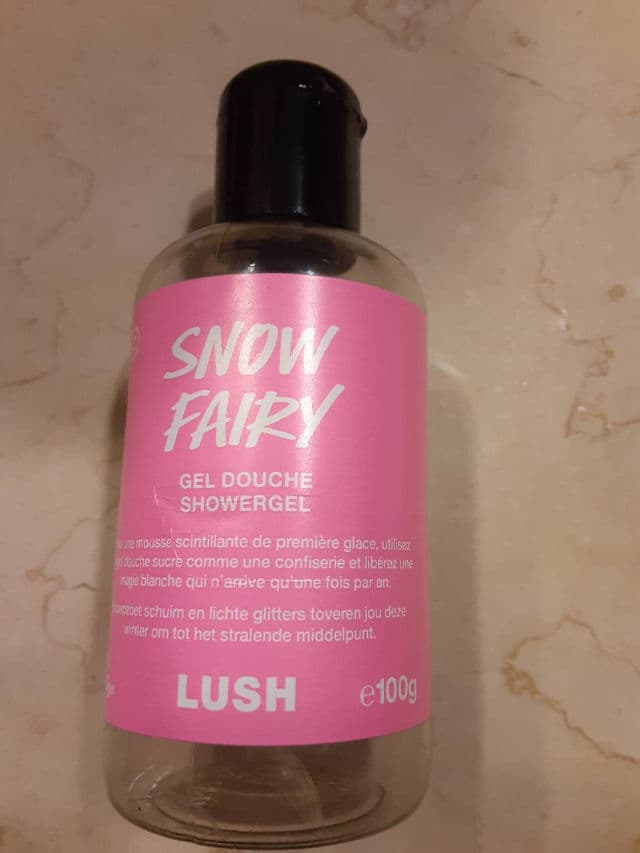 SNOW
FAIRY
GEL DOUCHE
SHOWERGEL
une mousse scintillante de première glace, utilisez
douche sucré comme une confiserie et libérez une
magie blanche qui n'arrive qu'une fois par an.
schuim en lichte glitters toveren jou deze
winter om tot het stralende middelpunt.
LUSH
℮100g